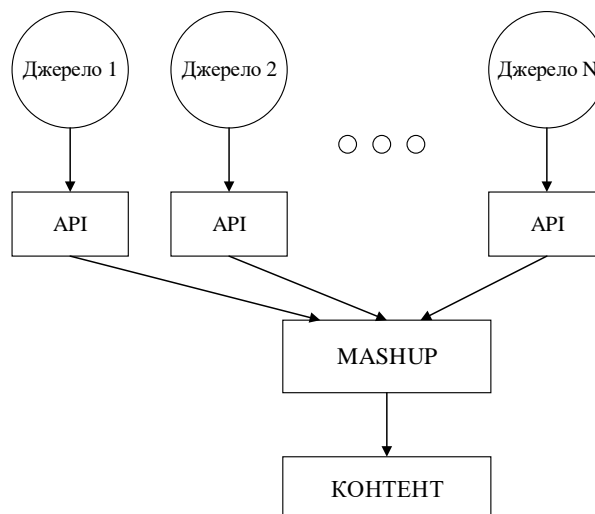 Джерело 1
Джерело 2
Джерело N
API
API
API
MASHUP
КОНТЕНТ